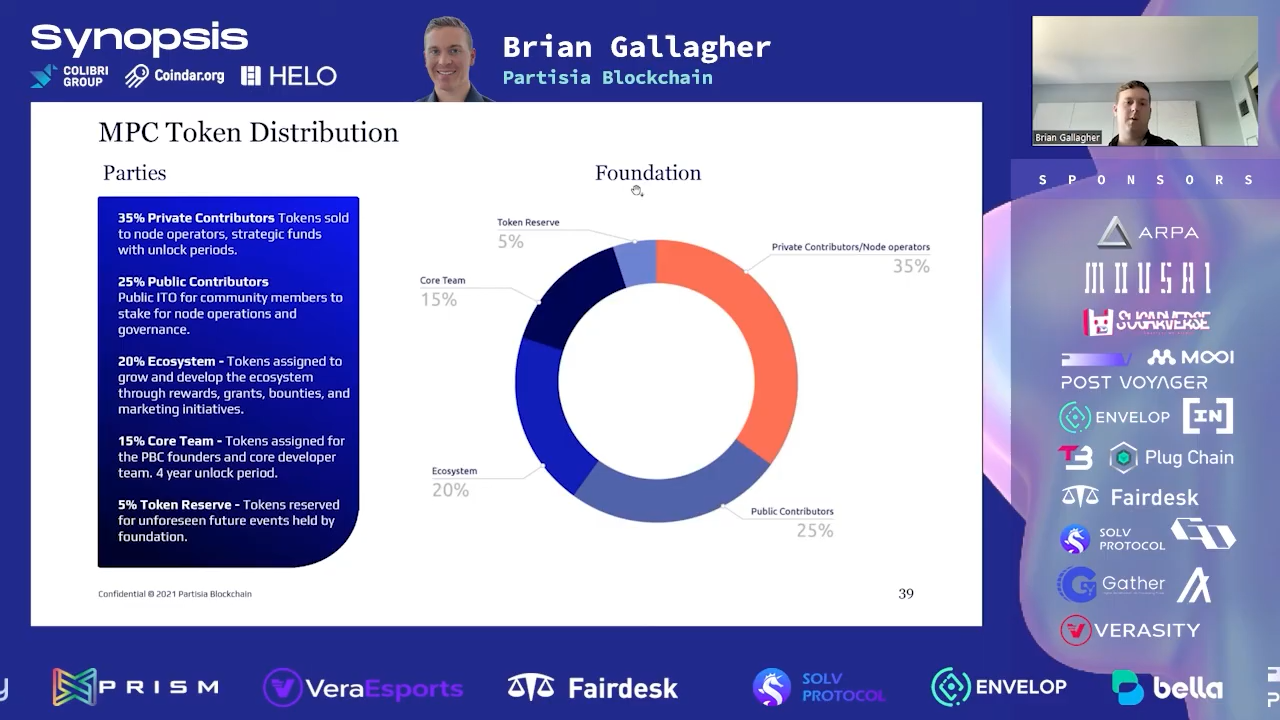 Synopsis
COLIBRI
GROUP
Coindar.org
HELO
Brian Gallagher
Partisia Blockchain
MPC Token Distribution
Parties
35% Private Contributors Tokens sold
to node operators, strategic funds
with unlock periods.
25% Public Contributors
Public ITO for community members to
stake for node operations and
governance.
20% Ecosystem - Tokens assigned to
grow and develop the ecosystem
through rewards, grants, bounties, and
marketing initiatives.
15% Core Team - Tokens assigned for
the PBC founders and core developer
team. 4 year unlock period.
5% Token Reserve - Tokens reserved
for unforeseen future events held by
foundation.
Foundation
Token Reserve
5%
Private Contributors/Node operators
35%
Core Team
15%
Ecosystem
20%
Public Contributors
25%
Confidential © 2021 Partisia Blockchain
39
Brian Gallagher
SPONSORS
ARPA
MOUSAI
SUGARVERSE
MOOI
POST VOYAGER
ENVELOP
[IN]
TB
Plug Chain
Fairdesk
SOLV
PROTOCOL
Gather
VERASITY
PRISM
VeraEsports
Fairdesk
SOLV
PROTOCOL
ENVELOP
bella